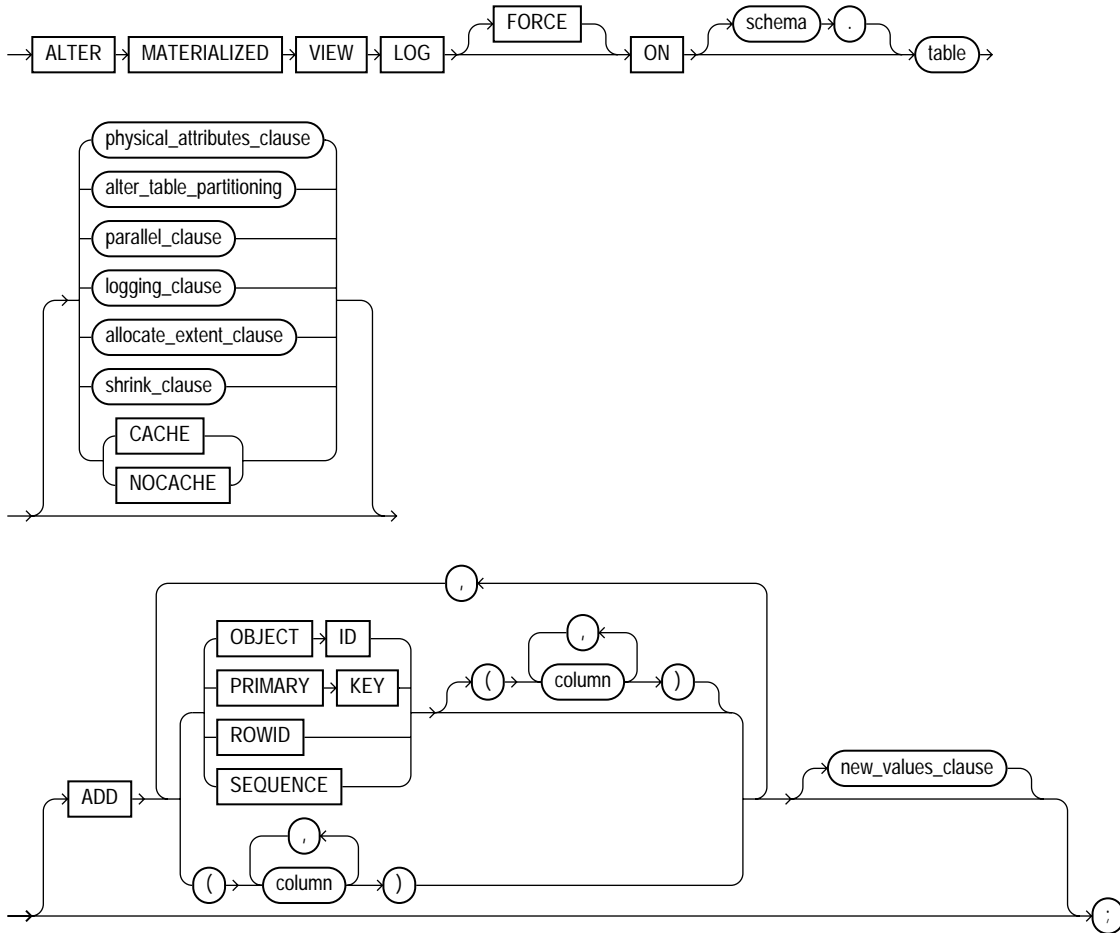 FORCE schema .
ALTER MATERIALIZED VIEW LOG ON table
physical_attributes_clause
alter_table_partitioning
parallel_clause
logging_clause
allocate_extent_clause
shrink_clause
CACHE
NOCACHE
,
OBJECT ID ,
PRIMARY KEY ( column )
ROWID
SEQUENCE new_values_clause
ADD
,
( column )
;